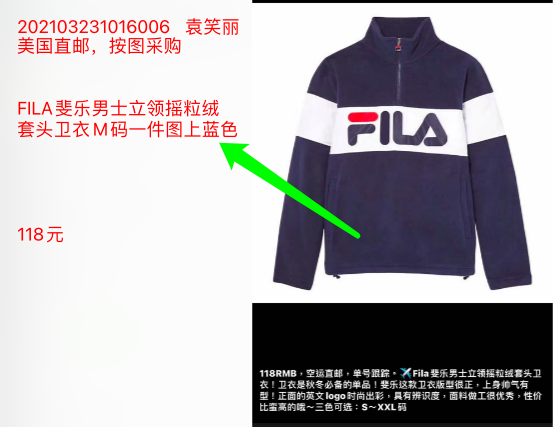 202103231016006 袁笑丽
美国直邮，按图采购
FILA斐乐男士立领摇粒绒
套头卫衣M码一件图上蓝色
118元
FILA
118RMB，空运直邮，单号跟踪。✈️Fila斐乐男士立领摇粒绒套头卫
衣！卫衣是秋冬必备的单品！斐乐这款卫衣版型很正，上身帅气有
型！正面的英文logo时尚出彩，具有辨识度，面料做工很优秀，性价
比蛮高的哦～三色可选：S～XXL码